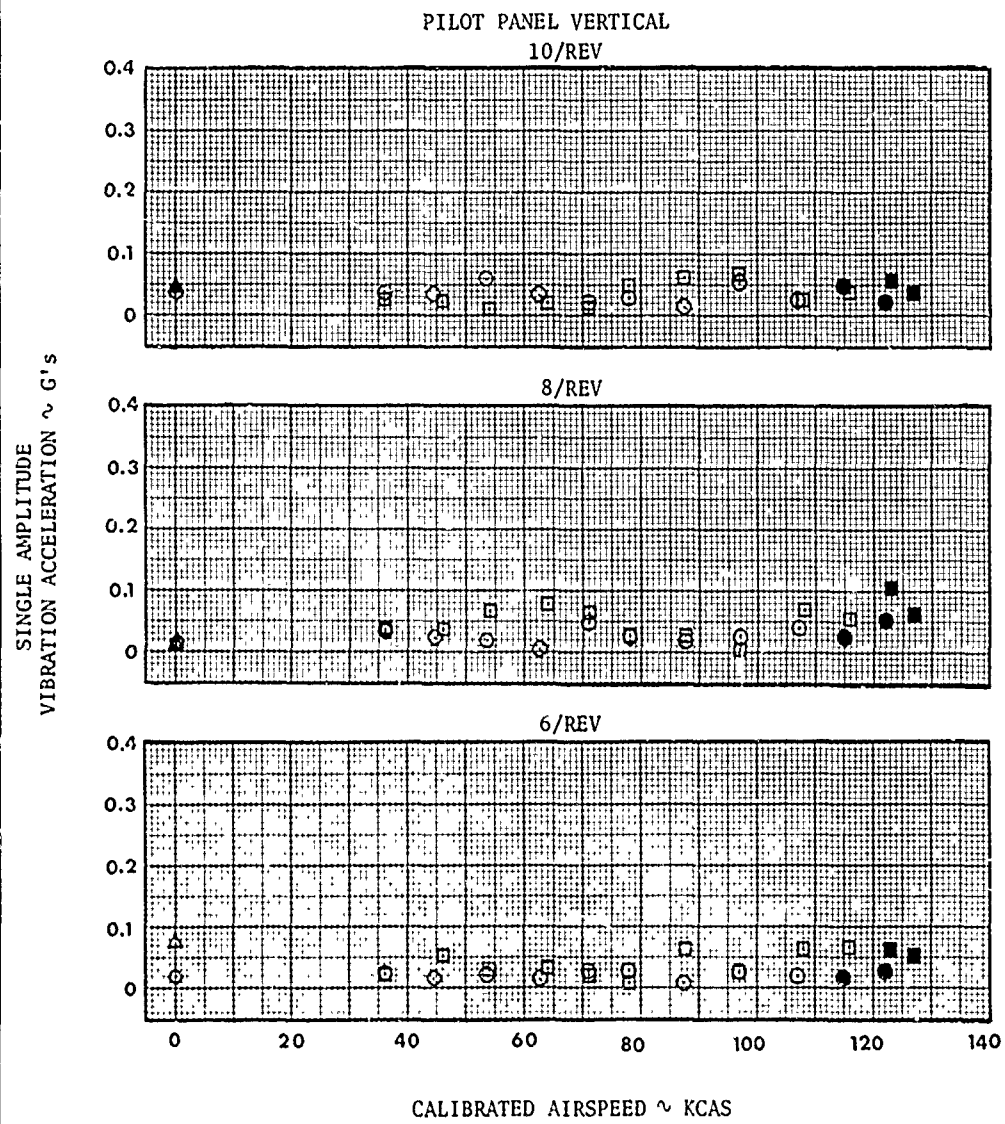 PILOT PANEL VERTICAL
10/REV
0.4
0.3
0.2
0.1
0
8/REV
0.4
0.3
0.2
0.1
0
6/REV
0.4
0.3
0.2
0.1
0
0 20 40 60 80 100 120 140
SINGLE AMPLITUDE
VIBRATION ACCELERATION ~ G's
CALIBRATED AIRSPEED ~ KCAS